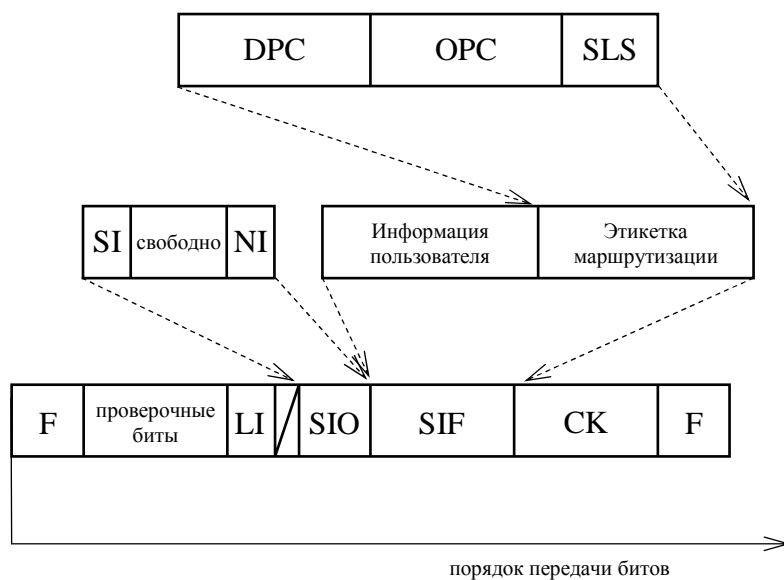 DPC OPC SLS
SI свободно NI
Информация
пользователя
Этикетка
маршрутизации
F
проверочные
биты
LI SIO SIF CK F
порядок передачи битов